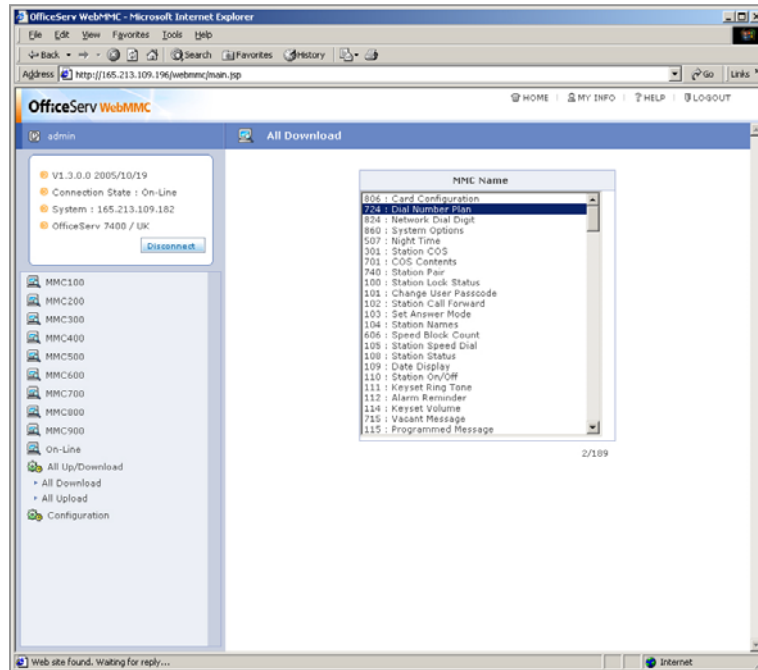 OfficeServ WebMMC - Microsoft Internet Explorer
File Edit View Favorites Tools Help
Back Search Favorites History
Address http://165.213.109.196/webmmc/main.jsp Go Links
OfficeServ WebMMC
HOME | MY INFO | ? HELP | LOGOUT
admin
All Download
V1.3.0.0 2005/10/19
Connection State : On-Line
System : 165.213.109.182
OfficeServ 7400 / UK
Disconnect
MMC100
MMC200
MMC300
MMC400
MMC500
MMC600
MMC700
MMC800
MMC900
On-Line
All Up/Download
All Download
All Upload
Configuration
MMC Name
806 : Card Configuration
724 : Dial Number Plan
824 : Network Dial Digit
860 : System Options
507 : Night Time
301 : Station COS
701 : COS Contents
740 : Station Pair
100 : Station Lock Status
101 : Change User Passcode
102 : Station Call Forward
103 : Set Answer Mode
104 : Station Names
606 : Speed Block Count
105 : Station Speed Dial
108 : Station Status
109 : Date Display
110 : Station On/Off
111 : Keyset Ring Tone
112 : Alarm Reminder
114 : Keyset Volume
715 : Vacant Message
115 : Programmed Message
2/189
Web site found. Waiting for reply...
Internet